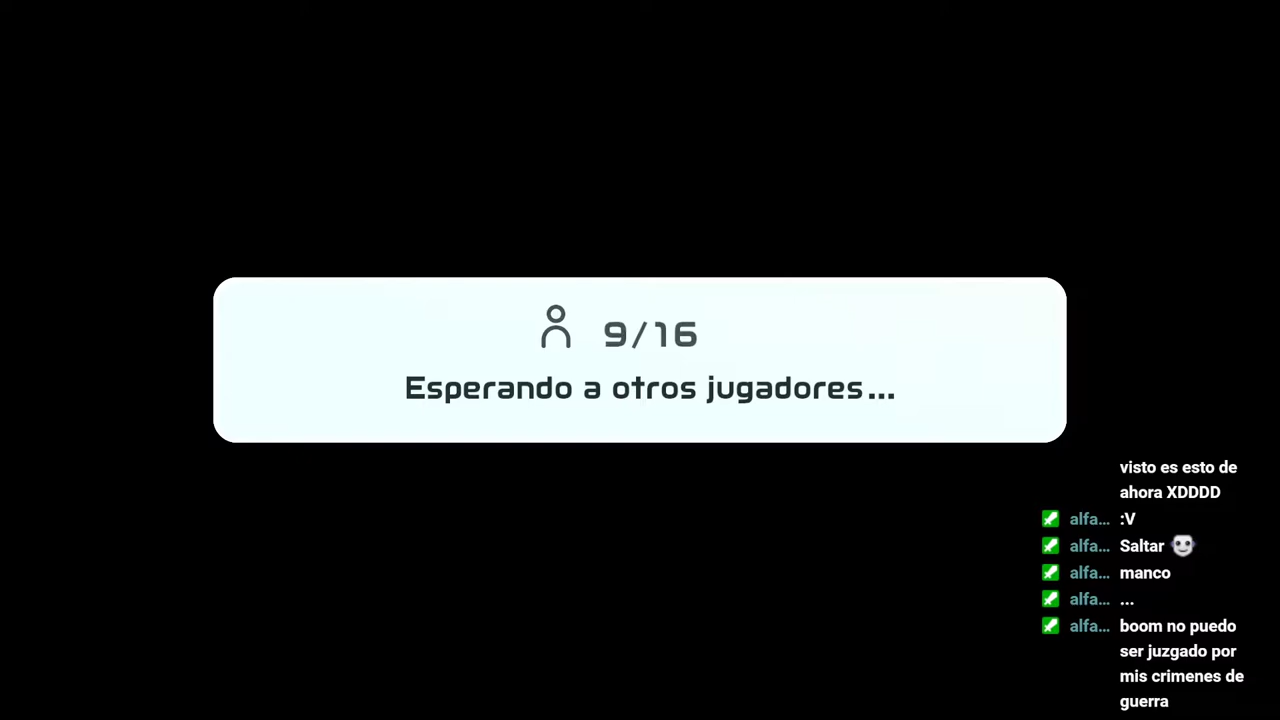 9/16
Esperando a otros jugadores...
visto es esto de
ahora XDDDD
alfa... :V
alfa... Saltar
alfa... manco
alfa... ...
alfa... boom no puedo
ser juzgado por
mis crimenes de
guerra